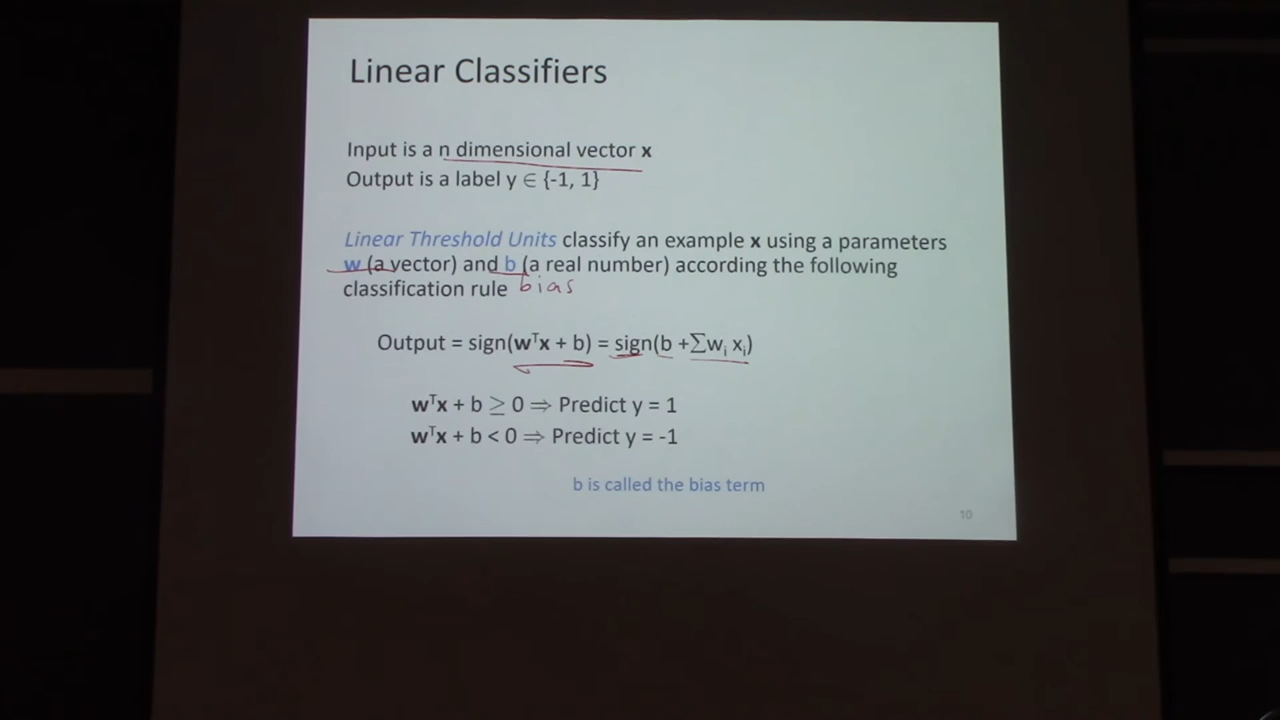 Linear Classifiers
Input is a n dimensional vector x
Output is a label y ∈ {-1, 1}
Linear Threshold Units classify an example x using a parameters
w (a vector) and b (a real number) according the following
classification rule bias
Output = sign(wᵀx + b) = sign(b +∑wᵢ xᵢ)
wᵀx + b ≥ 0 ⇒ Predict y = 1
wᵀx + b < 0 ⇒ Predict y = -1
b is called the bias term
10